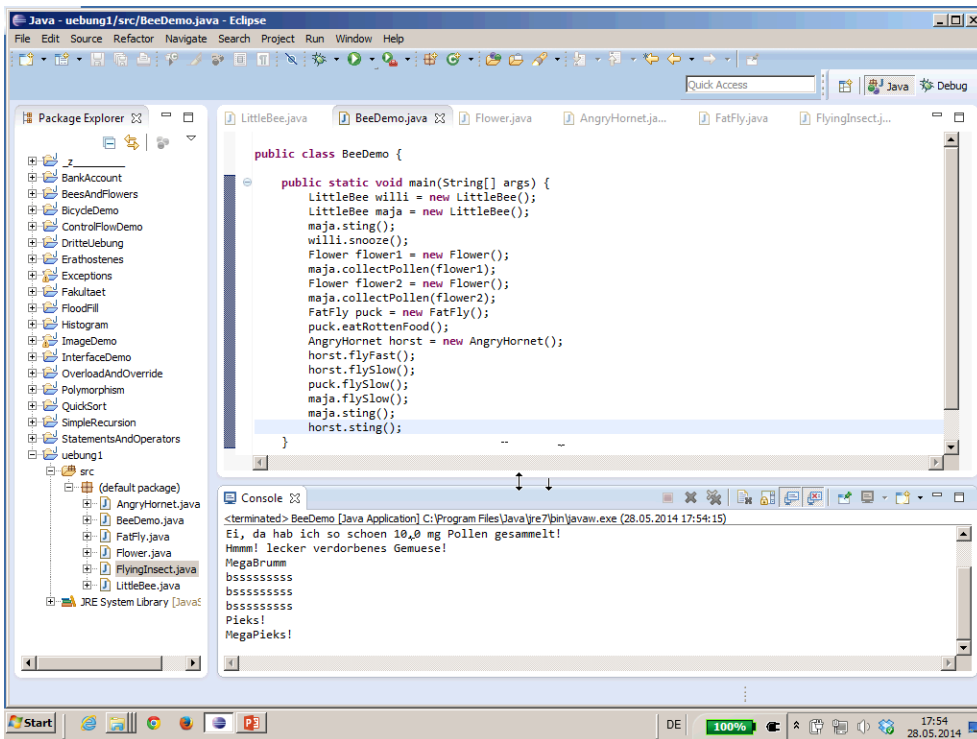 Java - uebung1/src/BeeDemo.java - Eclipse
File Edit Source Refactor Navigate Search Project Run Window Help
Quick Access
Java
Debug
Package Explorer
_z________
BankAccount
BeesAndFlowers
BicycleDemo
ControlFlowDemo
DritteUebung
Erathostenes
Exceptions
Fakultaet
FloodFill
Histogram
ImageDemo
InterfaceDemo
OverloadAndOverride
Polymorphism
QuickSort
SimpleRecursion
StatementsAndOperators
uebung1
src
(default package)
AngryHornet.java
BeeDemo.java
FatFly.java
Flower.java
FlyingInsect.java
LittleBee.java
JRE System Library [JavaS
LittleBee.java BeeDemo.java Flower.java AngryHornet.ja... FatFly.java FlyingInsect.j...
public class BeeDemo {
public static void main(String[] args) {
LittleBee willi = new LittleBee();
LittleBee maja = new LittleBee();
maja.sting();
willi.snooze();
Flower flower1 = new Flower();
maja.collectPollen(flower1);
Flower flower2 = new Flower();
maja.collectPollen(flower2);
FatFly puck = new FatFly();
puck.eatRottenFood();
AngryHornet horst = new AngryHornet();
horst.flyFast();
horst.flySlow();
puck.flySlow();
maja.flySlow();
maja.sting();
horst.sting();
}
Console
<terminated> BeeDemo [Java Application] C:\Program Files\Java\jre7\bin\javaw.exe (28.05.2014 17:54:15)
Ei, da hab ich so schoen 10,0 mg Pollen gesammelt!
Hmmm! lecker verdorbenes Gemuese!
MegaBrumm
bssssssssss
bssssssssss
bssssssssss
Pieks!
MegaPieks!
Start
DE
100%
17:54
28.05.2014